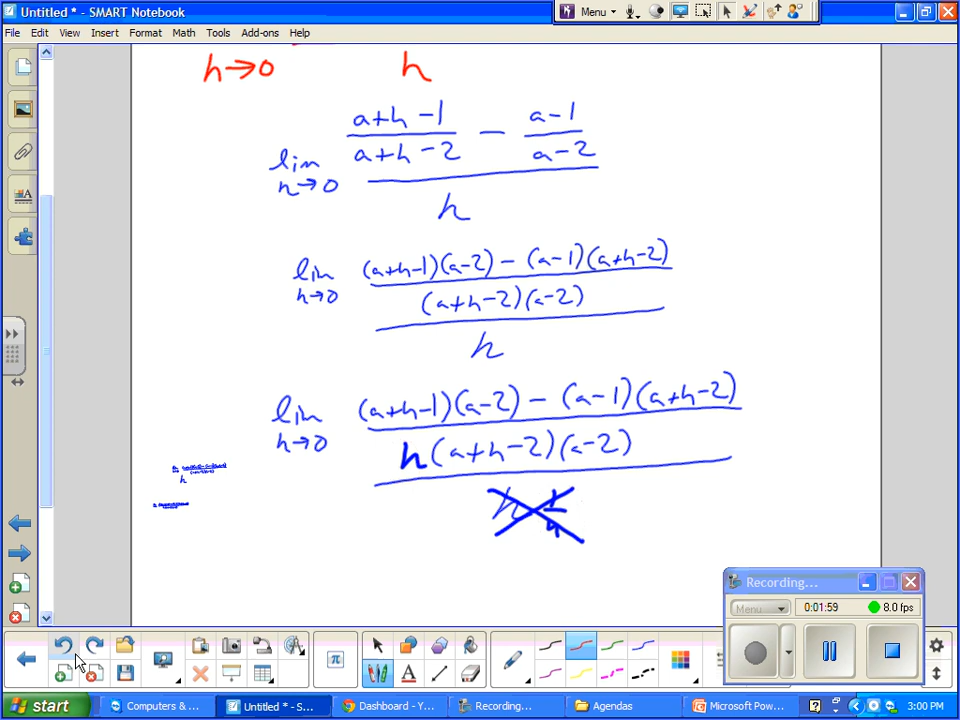 Untitled * - SMART Notebook
Menu
File Edit View Insert Format Math Tools Add-ons Help
h→0 h
a+h-1 a-1
lim — - —
a+h-2 a-2
h→0
h
lim (a+h-1)(a-2) - (a-1)(a+h-2)
h→0 (a+h-2)(a-2)
h
lim (a+h-1)(a-2) - (a-1)(a+h-2)
h→0 h(a+h-2)(a-2)
h
Recording...
Menu 0:01:59 8.0 fps
π A
start Computers & ... Untitled * - S... Dashboard - Y... Recording... Agendas Microsoft Pow... 3:00 PM